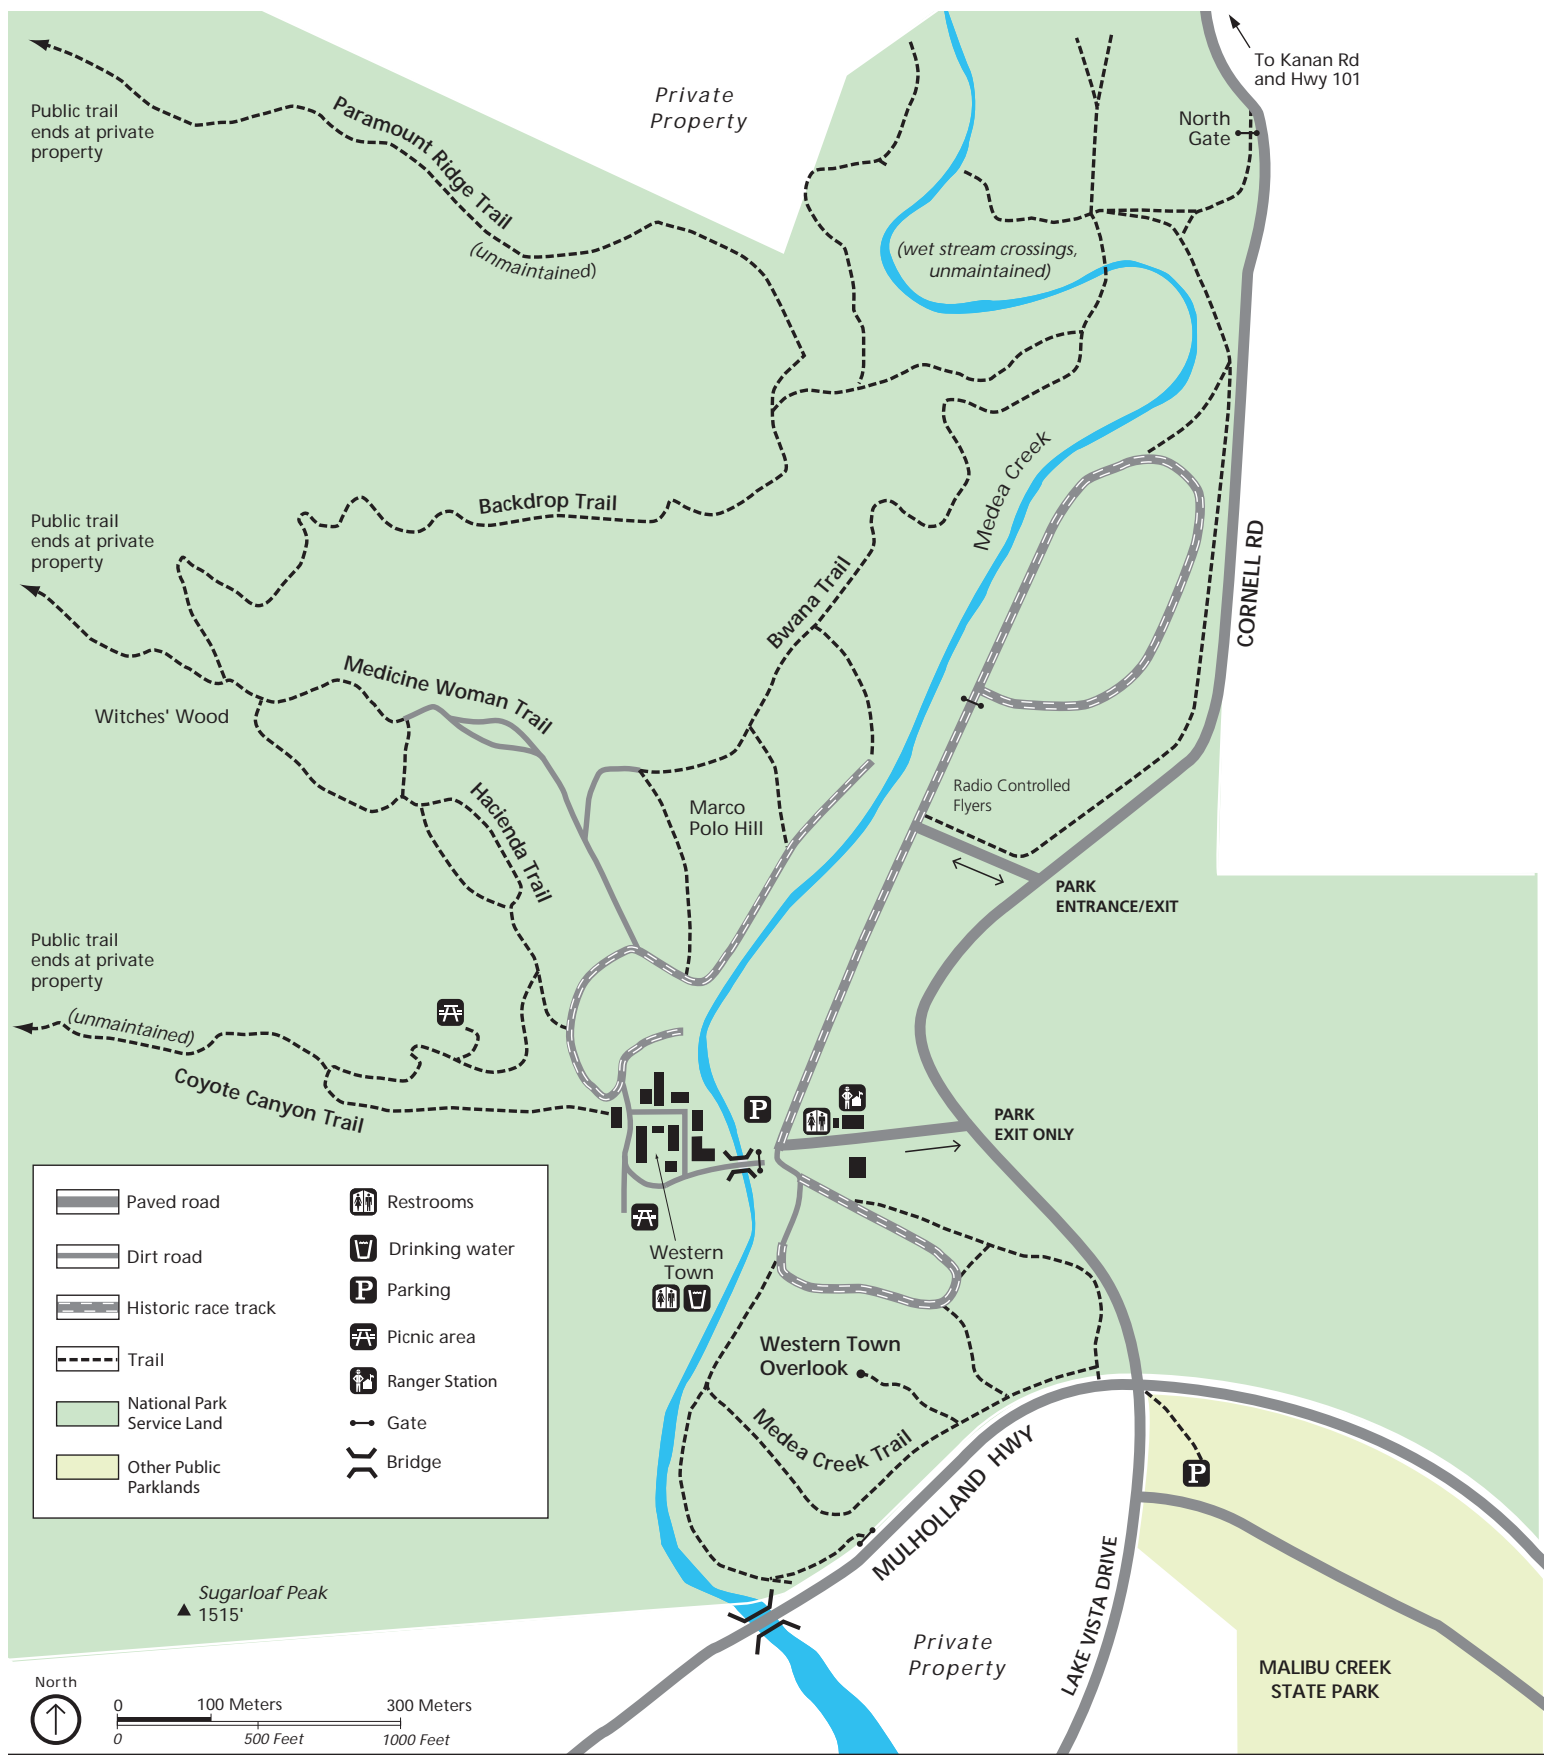 To Kanan Rd
and Hwy 101
Private
Property
North
Gate
Public trail
ends at private
property
Paramount Ridge Trail
(unmaintained)
(wet stream crossings,
unmaintained)
Medea Creek
Backdrop Trail
Public trail
ends at private
property
CORNELL RD
Bwana Trail
Medicine Woman Trail
Witches' Wood
Radio Controlled
Flyers
Marco
Polo Hill
Hacienda Trail
PARK
ENTRANCE/EXIT
Public trail
ends at private
property
(unmaintained)
Coyote Canyon Trail
P
PARK
EXIT ONLY
Western
Town
Western Town
Overlook
Medea Creek Trail
MULHOLLAND HWY
P
LAKE VISTA DRIVE
Paved road
Dirt road
Historic race track
Trail
National Park
Service Land
Other Public
Parklands
Restrooms
Drinking water
P
Parking
Picnic area
Ranger Station
Gate
Bridge
Sugarloaf Peak
1515'
Private
Property
MALIBU CREEK
STATE PARK
North
0
100 Meters
300 Meters
0
500 Feet
1000 Feet